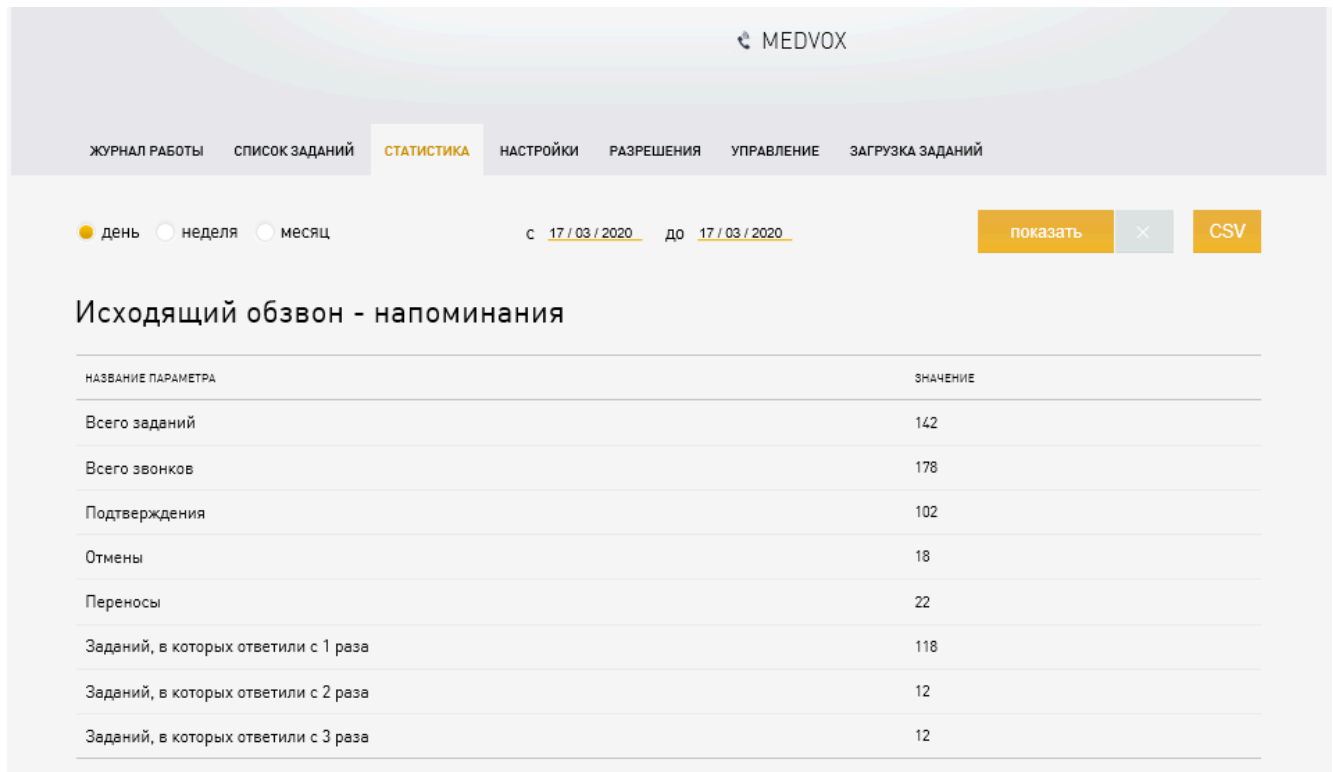 MEDVOX
ЖУРНАЛ РАБОТЫ СПИСОК ЗАДАНИЙ СТАТИСТИКА НАСТРОЙКИ РАЗРЕШЕНИЯ УПРАВЛЕНИЕ ЗАГРУЗКА ЗАДАНИЙ
день неделя месяц с 17 / 03 / 2020 до 17 / 03 / 2020 показать × CSV
Исходящий обзвон - напоминания
НАЗВАНИЕ ПАРАМЕТРА ЗНАЧЕНИЕ
Всего заданий 142
Всего звонков 178
Подтверждения 102
Отмены 18
Переносы 22
Заданий, в которых ответили с 1 раза 118
Заданий, в которых ответили с 2 раза 12
Заданий, в которых ответили с 3 раза 12